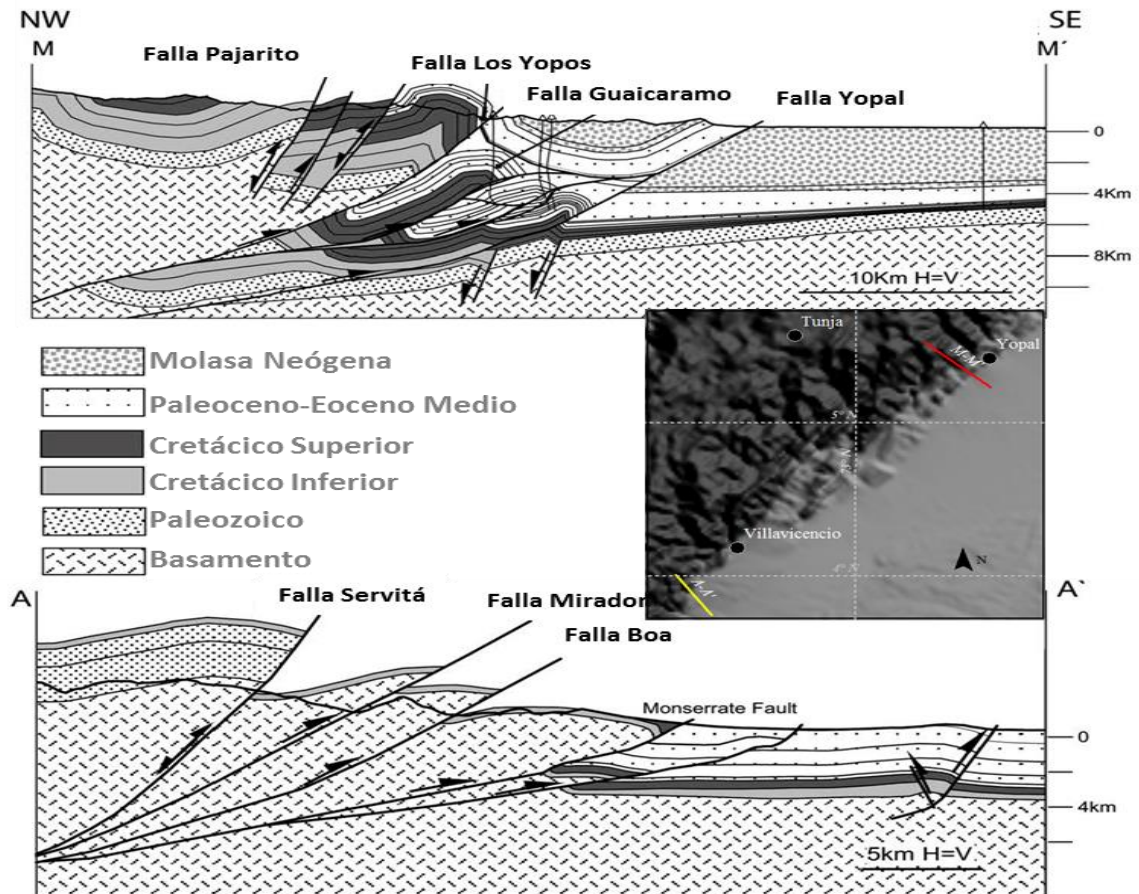 NW
SE
M
M´
Falla Pajarito
Falla Los Yopos
Falla Guaicaramo
Falla Yopal
0
4Km
8Km
10Km H=V
Molasa Neógena
Paleoceno-Eoceno Medio
Cretácico Superior
Cretácico Inferior
Paleozoico
Basamento
Tunja
Yopal
M-M'
5° N
Villavicencio
N
4° N
A-A'
A
A`
Falla Servitá
Falla Mirador
Falla Boa
Monserrate Fault
0
4km
5km H=V